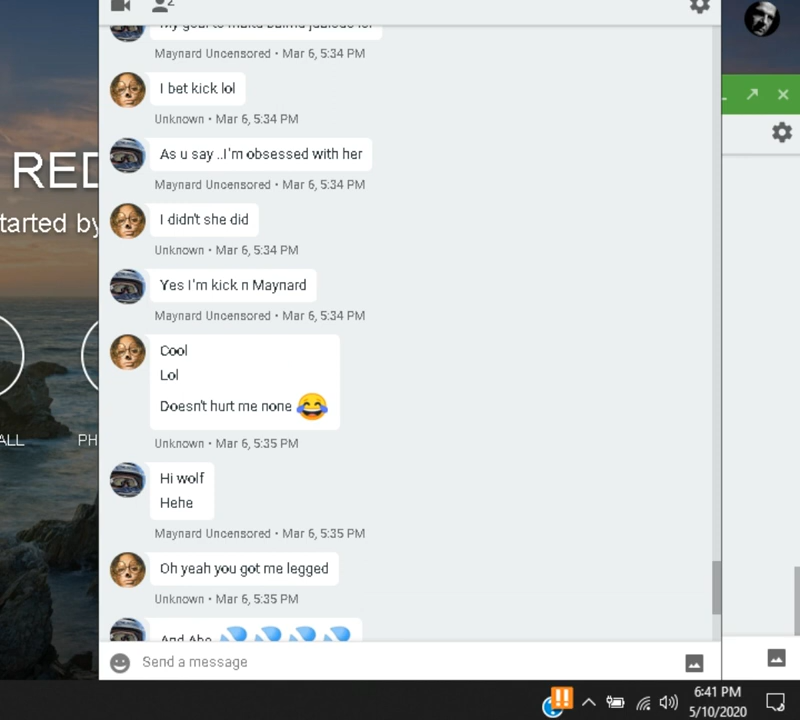 2
Maynard Uncensored • Mar 6, 5:34 PM
I bet kick lol
Unknown • Mar 6, 5:34 PM
As u say ..I'm obsessed with her
Maynard Uncensored • Mar 6, 5:34 PM
RED
I didn't she did
tarted by
Unknown • Mar 6, 5:34 PM
Yes I'm kick n Maynard
Maynard Uncensored • Mar 6, 5:34 PM
Cool
Lol
Doesn't hurt me none 😂
ALL
PH
Unknown • Mar 6, 5:35 PM
Hi wolf
Hehe
Maynard Uncensored • Mar 6, 5:35 PM
Oh yeah you got me legged
Unknown • Mar 6, 5:35 PM
And Abo 💦 💦 💦 💦
Send a message
6:41 PM
5/10/2020